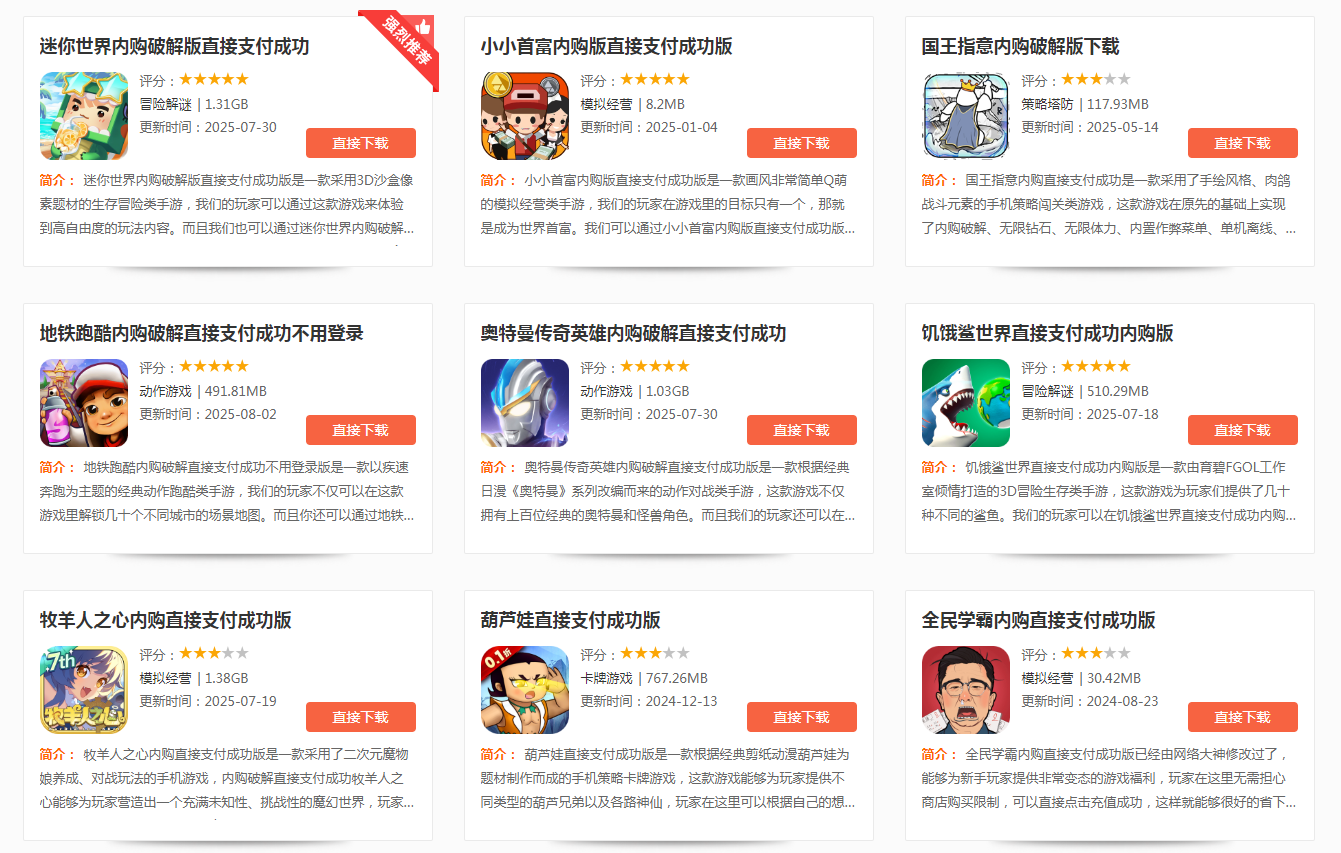 迷你世界内购破解版直接支付成功
强烈推荐
评分：
冒险解谜 | 1.31GB
更新时间：2025-07-30
直接下载
简介： 迷你世界内购破解版直接支付成功版是一款采用3D沙盒像
素题材的生存冒险类手游，我们的玩家可以通过这款游戏来体验
到高自由度的玩法内容。而且我们也可以通过迷你世界内购破解...
小小首富内购版直接支付成功版
评分：
模拟经营 | 8.2MB
更新时间：2025-01-04
直接下载
简介： 小小首富内购版直接支付成功版是一款画风非常简单Q萌
的模拟经营类手游，我们的玩家在游戏里的目标只有一个，那就
是成为世界首富。我们可以通过小小首富内购版直接支付成功版...
国王指意内购破解版下载
评分：
策略塔防 | 117.93MB
更新时间：2025-05-14
直接下载
简介： 国王指意内购直接支付成功是一款采用了手绘风格、肉鸽
战斗元素的手机策略闯关类游戏，这款游戏在原先的基础上实现
了内购破解、无限钻石、无限体力、内置作弊菜单、单机离线、...
地铁跑酷内购破解直接支付成功不用登录
评分：
动作游戏 | 491.81MB
更新时间：2025-08-02
直接下载
简介： 地铁跑酷内购破解直接支付成功不用登录版是一款以疾速
奔跑为主题的经典动作跑酷类手游，我们的玩家不仅可以在这款
游戏里解锁几十个不同城市的场景地图。而且你还可以通过地铁...
奥特曼传奇英雄内购破解直接支付成功
评分：
动作游戏 | 1.03GB
更新时间：2025-07-30
直接下载
简介： 奥特曼传奇英雄内购破解直接支付成功版是一款根据经典
日漫《奥特曼》系列改编而来的动作对战类手游，这款游戏不仅
拥有上百位经典的奥特曼和怪兽角色。而且我们的玩家还可以在...
饥饿鲨世界直接支付成功内购版
评分：
冒险解谜 | 510.29MB
更新时间：2025-07-18
直接下载
简介： 饥饿鲨世界直接支付成功内购版是一款由育碧FGOL工作
室倾情打造的3D冒险生存类手游，这款游戏为玩家们提供了几十
种不同的鲨鱼。我们的玩家可以在饥饿鲨世界直接支付成功内购...
牧羊人之心内购直接支付成功版
7th
牧羊人之心
评分：
模拟经营 | 1.38GB
更新时间：2025-07-19
直接下载
简介： 牧羊人之心内购直接支付成功版是一款采用了二次元魔物
娘养成、对战玩法的手机游戏，内购破解直接支付成功牧羊人之
心能够为玩家营造出一个充满未知性、挑战性的魔幻世界，玩家...
葫芦娃直接支付成功版
0.1折
评分：
卡牌游戏 | 767.26MB
更新时间：2024-12-13
直接下载
简介： 葫芦娃直接支付成功版是一款根据经典剪纸动漫葫芦娃为
题材制作而成的手机策略卡牌游戏，这款游戏能够为玩家提供不
同类型的葫芦兄弟以及各路神仙，玩家在这里可以根据自己的想...
全民学霸内购直接支付成功版
评分：
模拟经营 | 30.42MB
更新时间：2024-08-23
直接下载
简介： 全民学霸内购直接支付成功版已经由网络大神修改过了，
能够为新手玩家提供非常变态的游戏福利，玩家在这里无需担心
商店购买限制，可以直接点击充值成功，这样就能够很好的省下...